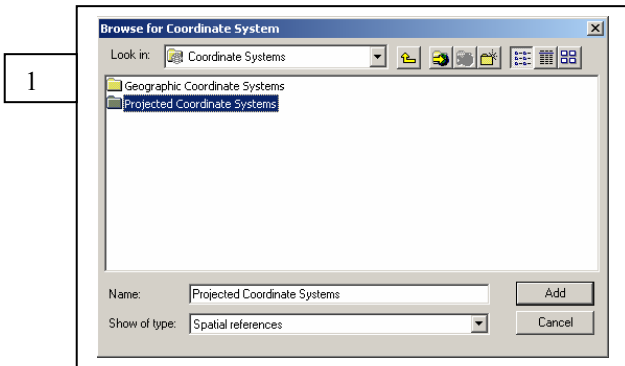 Browse for Coordinate System
Look in: Coordinate Systems
1
Geographic Coordinate Systems
Projected Coordinate Systems
Name: Projected Coordinate Systems Add
Show of type: Spatial references Cancel